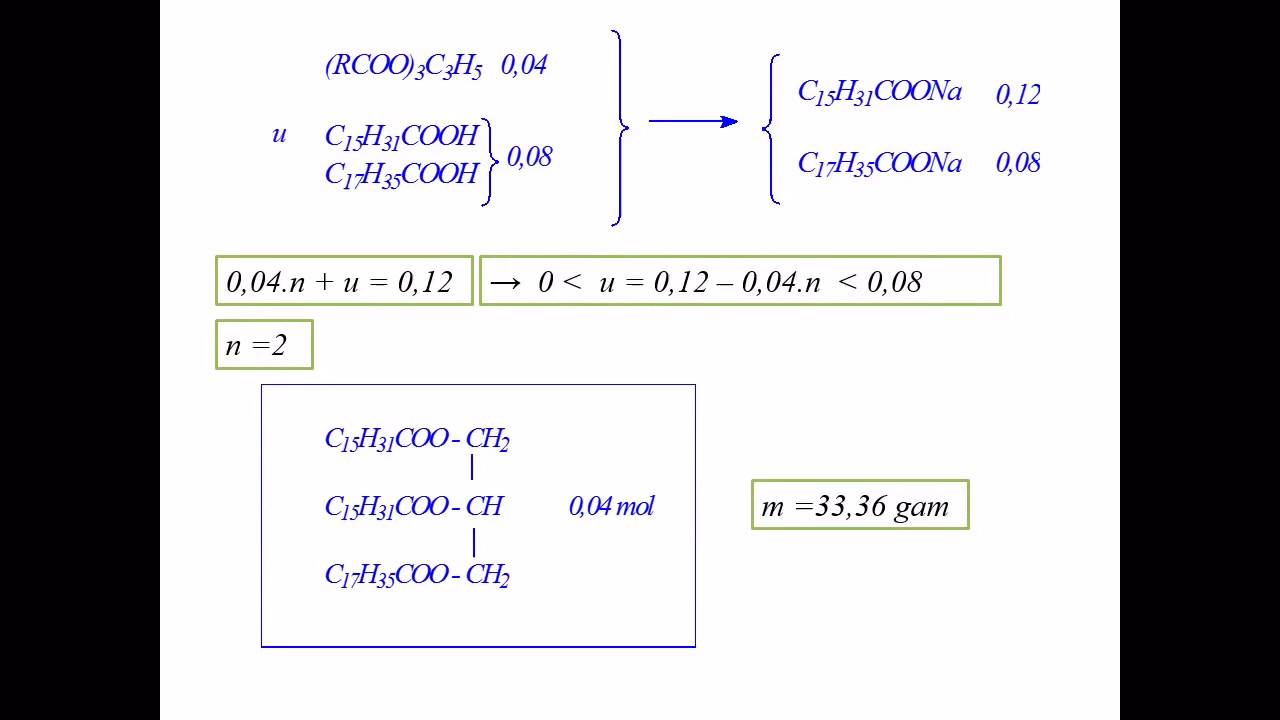 (RCOO)₃C₃H₅ 0,04
C₁₅H₃₁COONa 0,12
u C₁₅H₃₁COOH
0,08
C₁₇H₃₅COOH
C₁₇H₃₅COONa 0,08
0,04.n + u = 0,12 → 0 < u = 0,12 – 0,04.n < 0,08
n =2
C₁₅H₃₁COO - CH₂
C₁₅H₃₁COO - CH 0,04 mol
m =33,36 gam
C₁₇H₃₅COO - CH₂